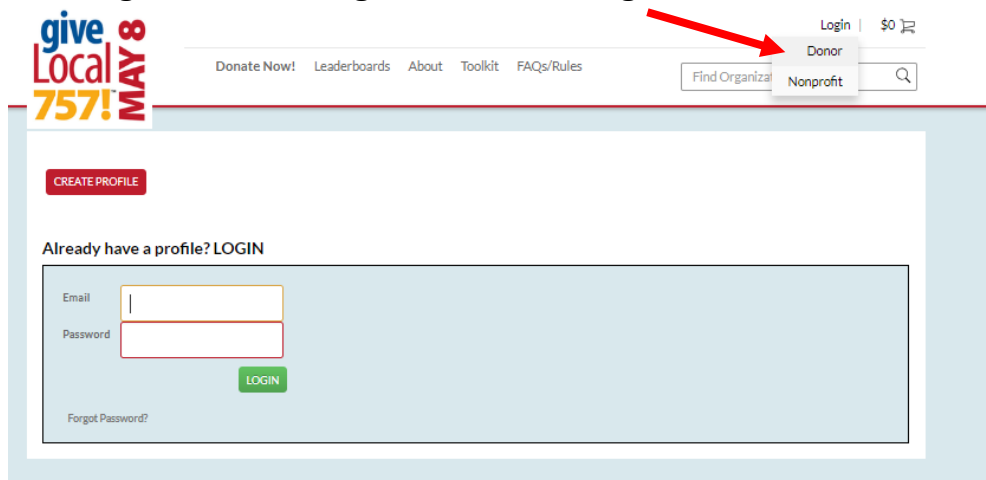 give
Local
757!
MAY 8
Login | $0
Donor
Nonprofit
Donate Now! Leaderboards About Toolkit FAQs/Rules
Find Organizat
CREATE PROFILE
Already have a profile? LOGIN
Email
Password
LOGIN
Forgot Password?